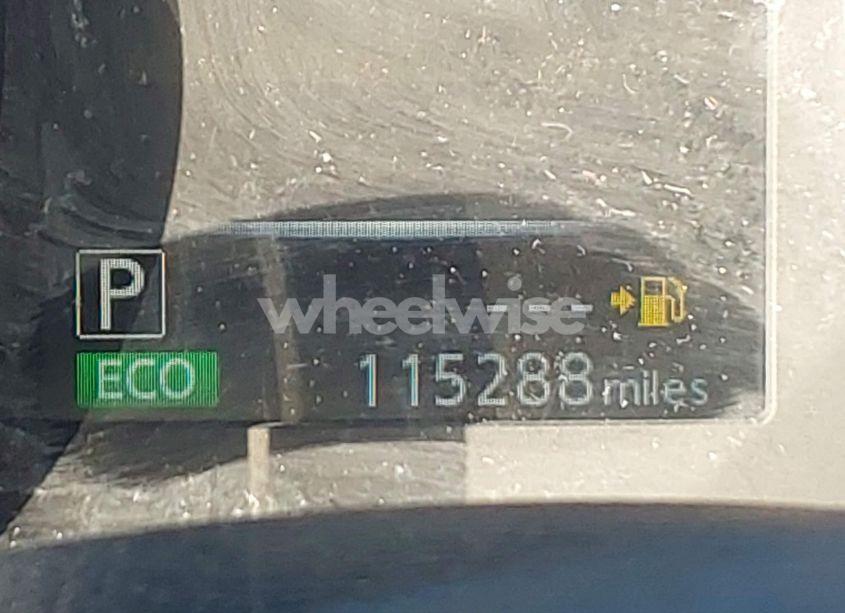 P
wheelwise
---
ECO
115288 miles